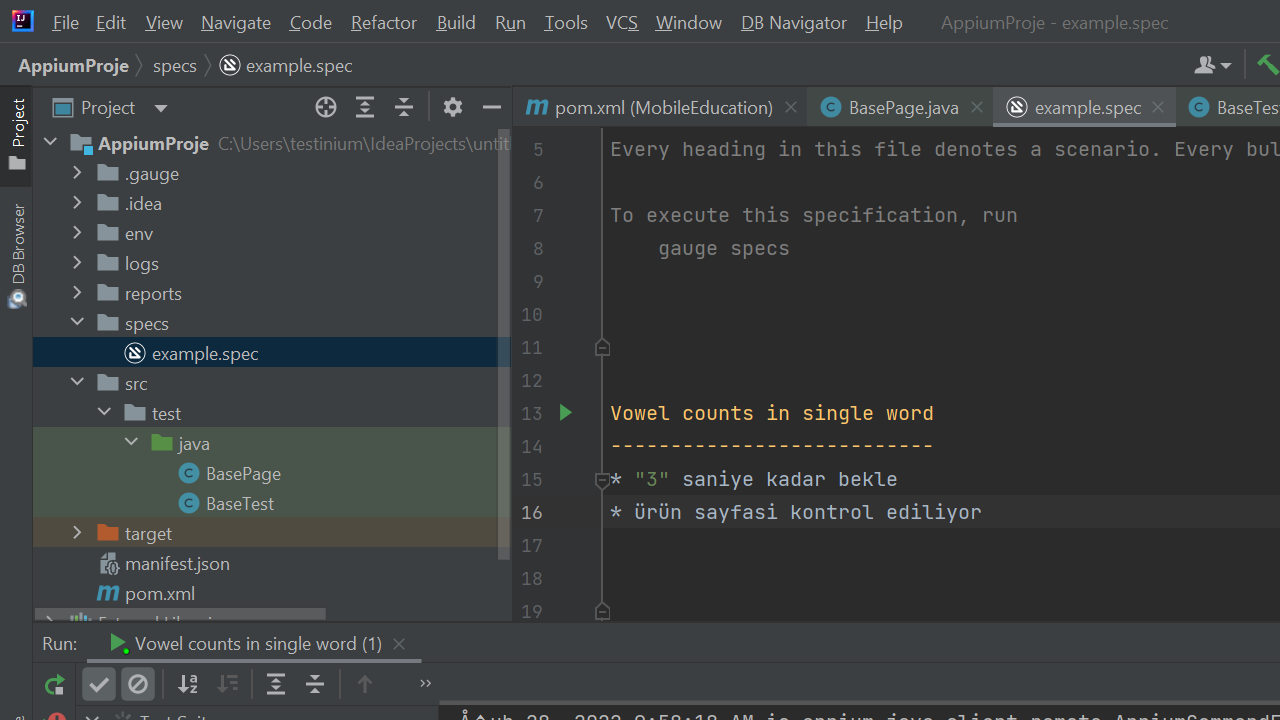 File Edit View Navigate Code Refactor Build Run Tools VCS Window DB Navigator Help AppiumProje - example.spec
AppiumProje specs example.spec
Project
DB Browser
Project
AppiumProje C:\Users\testinium\IdeaProjects\untit
.gauge
.idea
env
logs
reports
specs
example.spec
src
test
java
BasePage
BaseTest
target
manifest.json
pom.xml
pom.xml (MobileEducation) BasePage.java example.spec BaseTest
5 Every heading in this file denotes a scenario. Every bul
6
7 To execute this specification, run
8 gauge specs
9
10
11
12
13 Vowel counts in single word
14 ---------------------------
15 * "3" saniye kadar bekle
16 * ürün sayfasi kontrol ediliyor
17
18
19
Run: Vowel counts in single word (1)